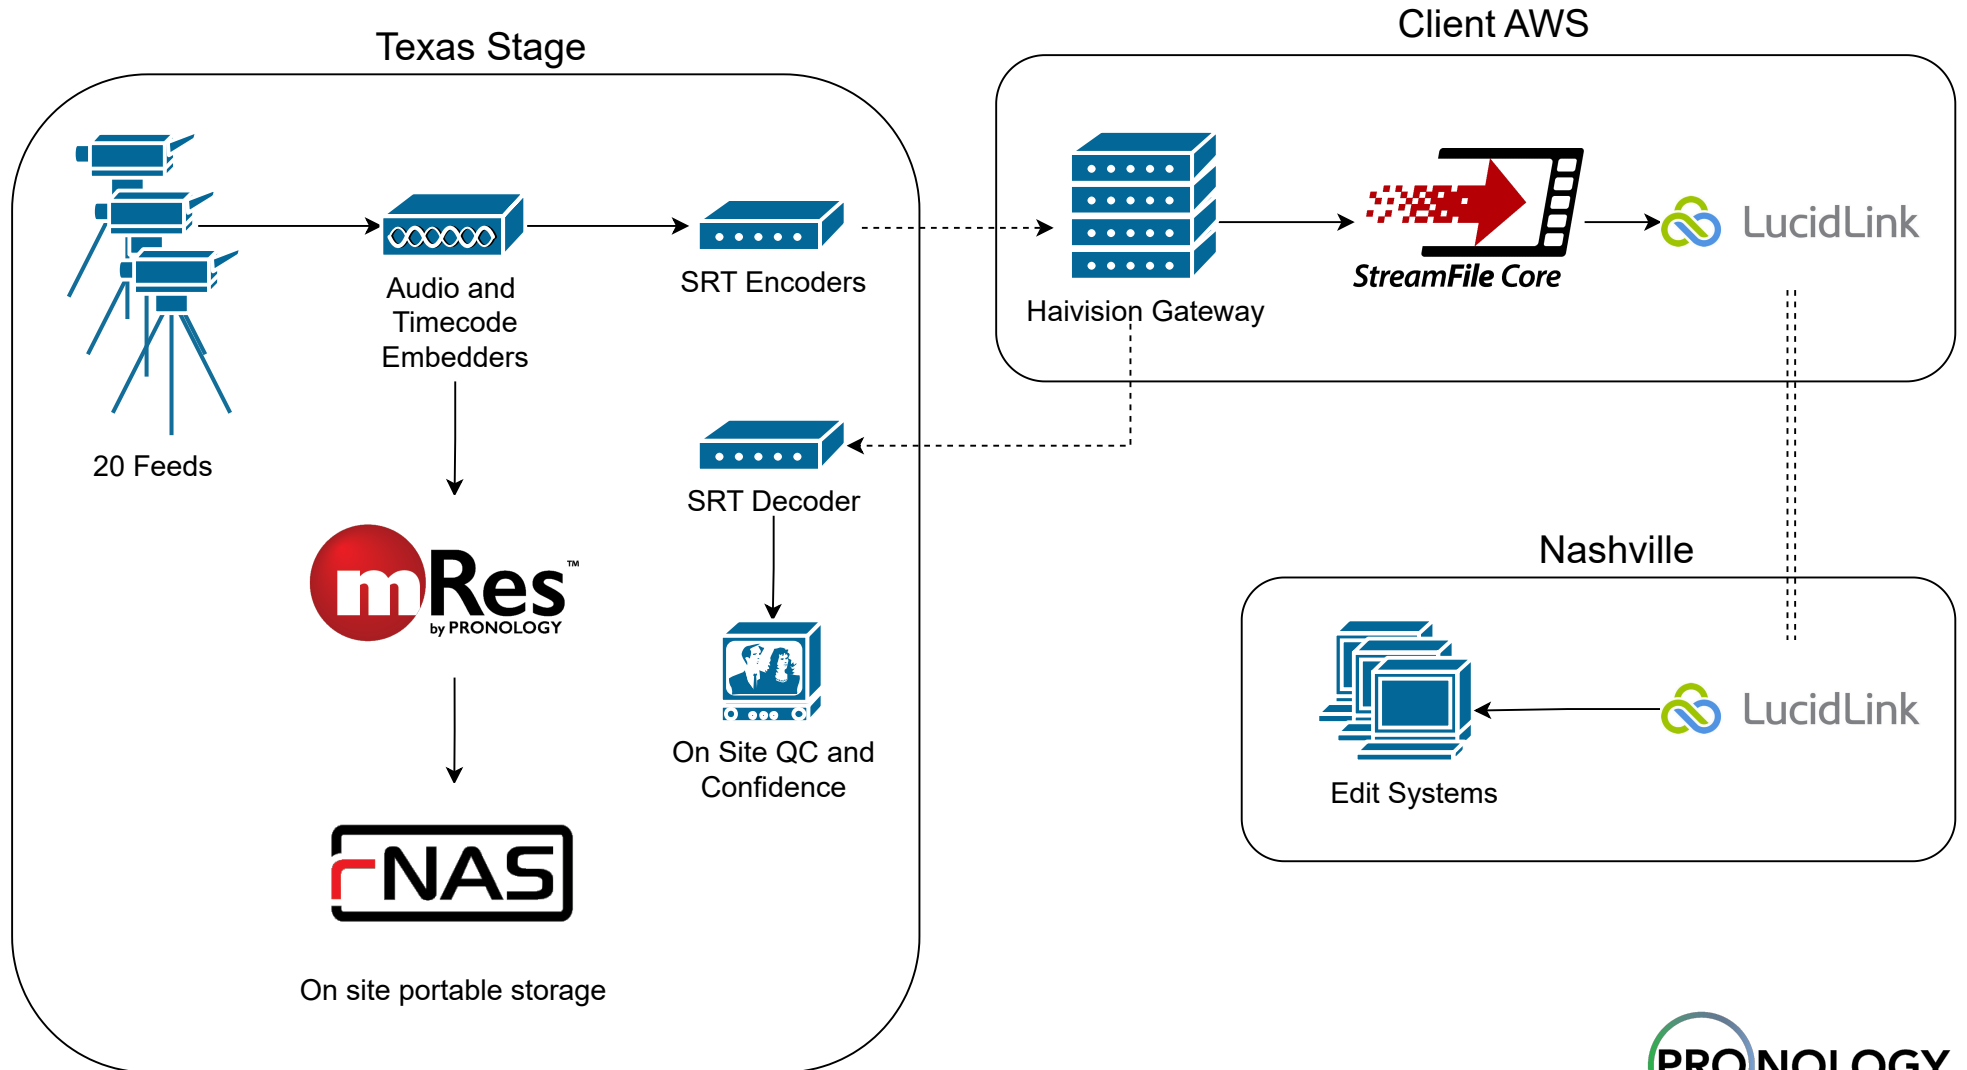 Texas Stage
Client AWS
Audio and
Timecode
Embedders
SRT Encoders
Haivision Gateway
StreamFile Core
LucidLink
20 Feeds
SRT Decoder
mRes™
by PRONOLOGY
On Site QC and
Confidence
rNAS
On site portable storage
Nashville
LucidLink
Edit Systems
PRONOLOGY